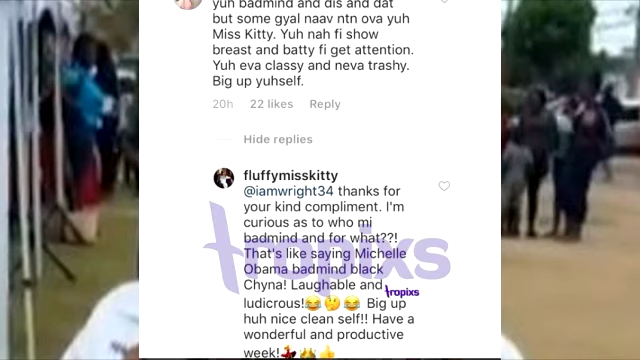 yuh badmind and dis and dat
but some gyal naav ntn ova yuh
Miss Kitty. Yuh nah fi show
breast and batty fi get attention.
Yuh eva classy and neva trashy.
Big up yuhself.
20h 22 likes Reply
Hide replies
fluffymisskitty
@iamwright34 thanks for
your kind compliment. I'm
curious as to who mi
badmind and for what??!
That's like saying Michelle
Obama badmind black
Chyna! Laughable and
ludicrous!😂🤔😂 Big up
huh nice clean self!! Have a
wonderful and productive
week!💃👑👍
tropixs
tropixs